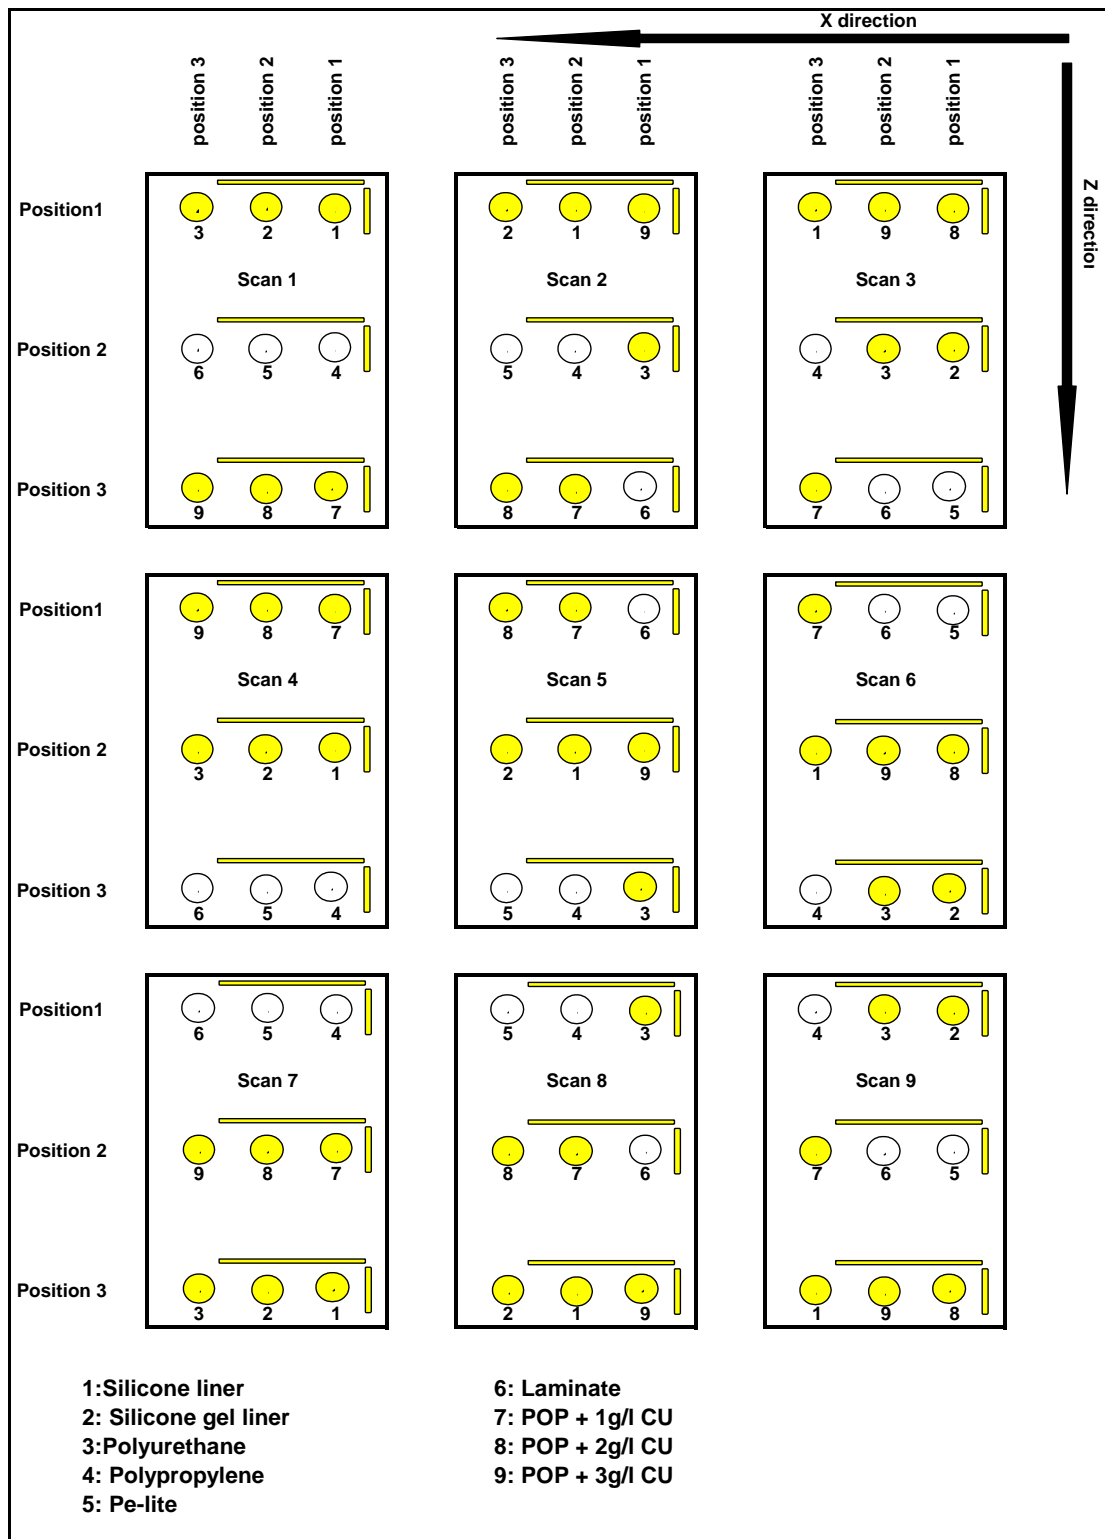 X direction
position 3 position 2 position 1 position 3 position 2 position 1 position 3 position 2 position 1
Z direction
Position1
3 2 1 2 1 9 1 9 8
Scan 1 Scan 2 Scan 3
Position 2
6 5 4 5 4 3 4 3 2
Position 3
9 8 7 8 7 6 7 6 5
Position1
9 8 7 8 7 6 7 6 5
Scan 4 Scan 5 Scan 6
Position 2
3 2 1 2 1 9 1 9 8
Position 3
6 5 4 5 4 3 4 3 2
Position1
6 5 4 5 4 3 4 3 2
Scan 7 Scan 8 Scan 9
Position 2
9 8 7 8 7 6 7 6 5
Position 3
3 2 1 2 1 9 1 9 8
1:Silicone liner
2: Silicone gel liner
3:Polyurethane
4: Polypropylene
5: Pe-lite
6: Laminate
7: POP + 1g/l CU
8: POP + 2g/l CU
9: POP + 3g/l CU